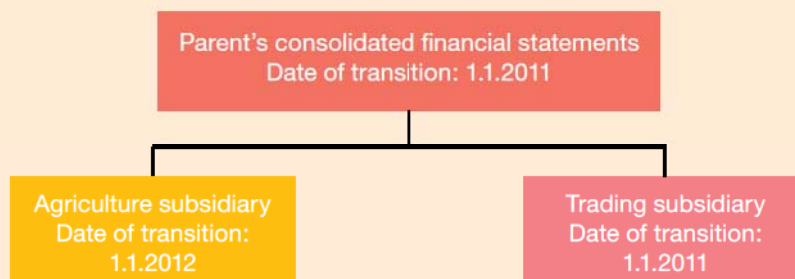 Parent's consolidated financial statements
Date of transition: 1.1.2011
Agriculture subsidiary
Date of transition:
1.1.2012
Trading subsidiary
Date of transition:
1.1.2011